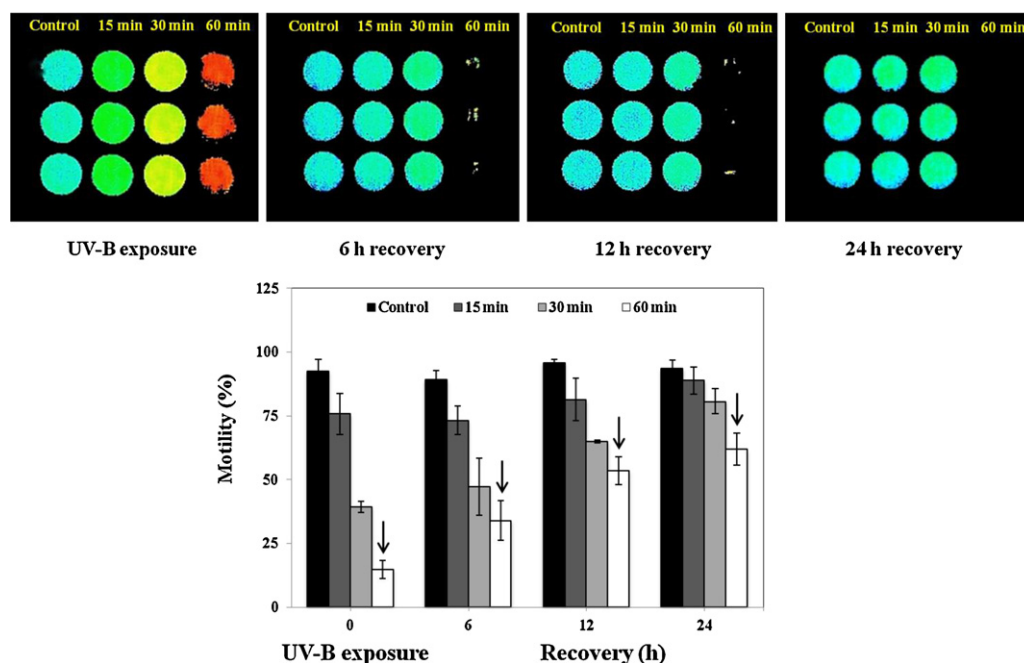 Control 15 min 30 min 60 min
Control 15 min 30 min 60 min
Control 15 min 30 min 60 min
Control 15 min 30 min 60 min
UV-B exposure
6 h recovery
12 h recovery
24 h recovery
125
Control 15 min 30 min 60 min
100
75
50
25
0
Motility (%)
0 6 12 24
UV-B exposure Recovery (h)